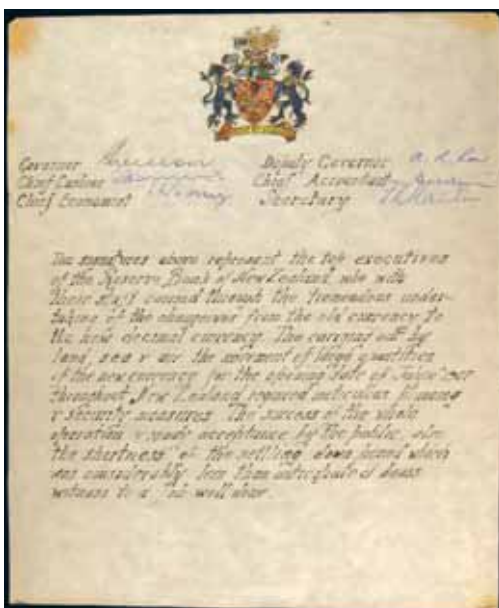 Governor Deputy Governor
Chief Cashier Chief Accountant
Chief Economist Secretary
The signatures above represent the top executives
of the Reserve Bank of New Zealand who with
their staff carried through the tremendous under-
taking of the changeover from the old currency to
the new decimal currency. The carriage out by
land, sea & air the movement of large quantities
of the new currency for the opening date of July 1967
throughout New Zealand required meticulous planning
& security measures. The success of the whole
operation & ready acceptance by the public, also
the shortness of the settling down period which
was considerably less than anticipated bears
witness to a job well done.